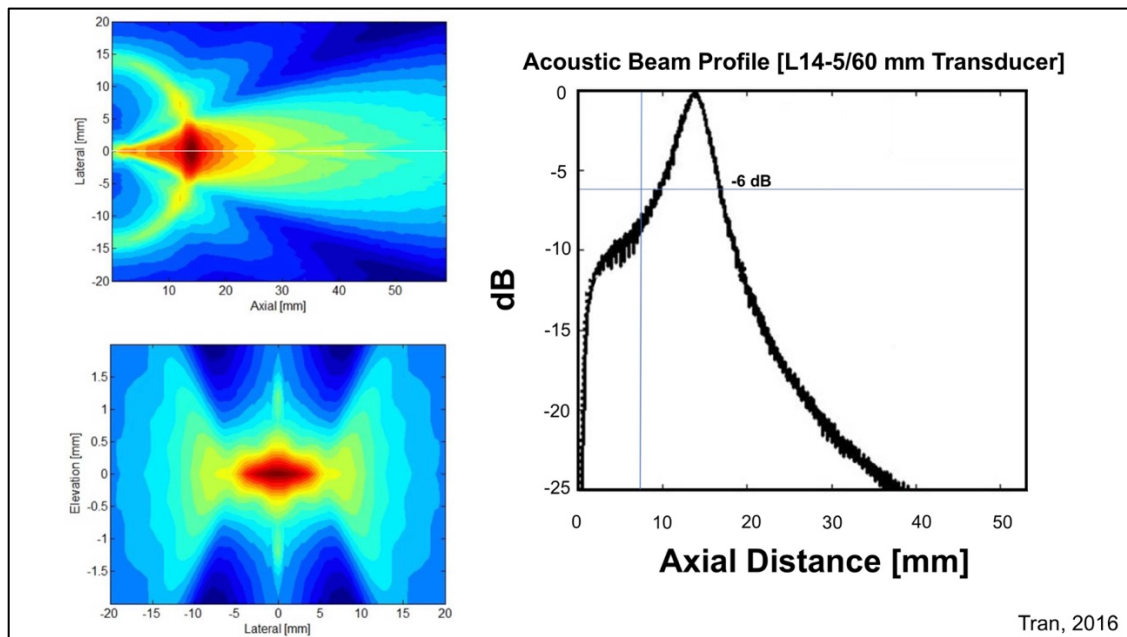 20
15
10
5
0
-5
-10
-15
20
Lateral [mm]
10 20 30 40 50
Axial [mm]
1.5
1
0.5
0
-0.5
-1
-1.5
Elevation [mm]
-20 -15 -10 -5 0 5 10 15 20
Lateral [mm]
Acoustic Beam Profile [L14-5/60 mm Transducer]
0
-5
-10
-15
-20
-25
dB
-6 dB
0 10 20 30 40 50
Axial Distance [mm]
Tran, 2016